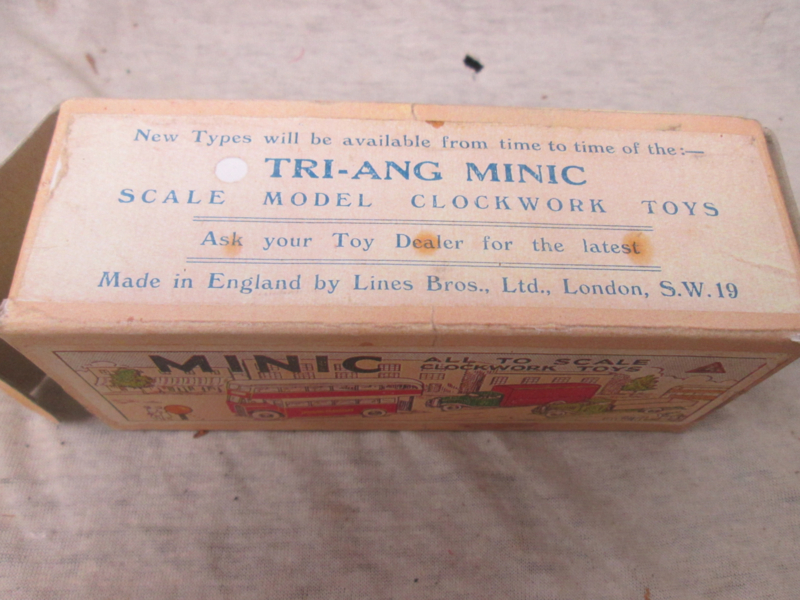 New Types will be available from time to time of the:—
TRI-ANG MINIC
SCALE MODEL CLOCKWORK TOYS
Ask your Toy Dealer for the latest
Made in England by Lines Bros., Ltd., London, S.W.19
MINIC ALL TO SCALE
CLOCKWORK TOYS